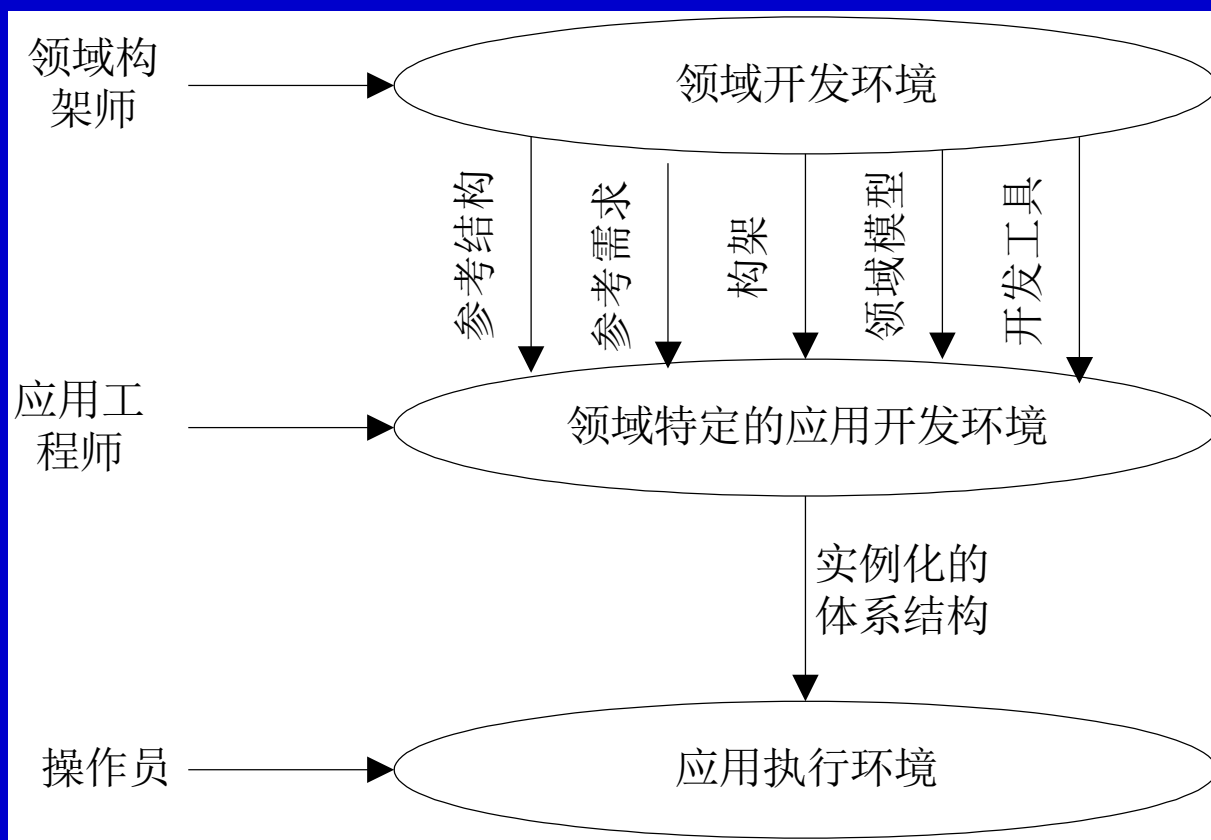 领域构
架师
领域开发环境
参考结构
参考需求
构架
领域模型
开发工具
应用工
程师
领域特定的应用开发环境
实例化的
体系结构
操作员
应用执行环境